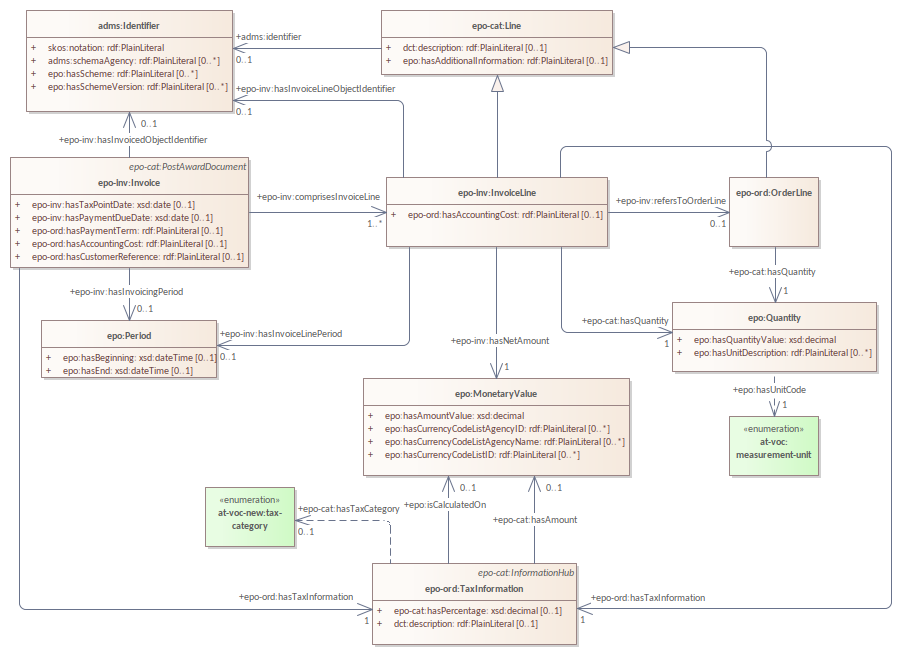 adms:Identifier
+ skos:notation: rdf:PlainLiteral
+ adms:schemaAgency: rdf:PlainLiteral [0..*]
+ epo:hasScheme: rdf:PlainLiteral [0..*]
+ epo:hasSchemeVersion: rdf:PlainLiteral [0..*]
epo-cat:Line
+ dct:description: rdf:PlainLiteral [0..1]
+ epo:hasAdditionalInformation: rdf:PlainLiteral [0..1]
+adms:identifier
0..1
+epo-inv:hasInvoiceLineObjectIdentifier
0..1
0..1
+epo-inv:hasInvoicedObjectIdentifier
epo-cat:PostAwardDocument
epo-inv:Invoice
+ epo-inv:hasTaxPointDate: xsd:date [0..1]
+ epo-inv:hasPaymentDueDate: xsd:date [0..1]
+ epo-ord:hasPaymentTerm: rdf:PlainLiteral [0..1]
+ epo-ord:hasAccountingCost: rdf:PlainLiteral [0..1]
+ epo-ord:hasCustomerReference: rdf:PlainLiteral [0..1]
+epo-inv:comprisesInvoiceLine
1..*
epo-inv:InvoiceLine
+ epo-ord:hasAccountingCost: rdf:PlainLiteral [0..1]
+epo-inv:refersToOrderLine
0..1
epo-ord:OrderLine
+epo-cat:hasQuantity
1
+epo-inv:hasInvoicingPeriod
0..1
epo:Period
+ epo:hasBeginning: xsd:dateTime [0..1]
+ epo:hasEnd: xsd:dateTime [0..1]
+epo-inv:hasInvoiceLinePeriod
0..1
+epo-inv:hasNetAmount
1
+epo-cat:hasQuantity
1
epo:Quantity
+ epo:hasQuantityValue: xsd:decimal
+ epo:hasUnitDescription: rdf:PlainLiteral [0..*]
+epo:hasUnitCode
1
«enumeration»
at-voc:
measurement-unit
epo:MonetaryValue
+ epo:hasAmountValue: xsd:decimal
+ epo:hasCurrencyCodeListAgencyID: rdf:PlainLiteral [0..*]
+ epo:hasCurrencyCodeListAgencyName: rdf:PlainLiteral [0..*]
+ epo:hasCurrencyCodeListID: rdf:PlainLiteral [0..*]
«enumeration»
at-voc-new:tax-
category
+epo-cat:hasTaxCategory
0..1
0..1
+epo:isCalculatedOn
0..1
+epo-cat:hasAmount
epo-cat:InformationHub
epo-ord:TaxInformation
+ epo-cat:hasPercentage: xsd:decimal [0..1]
+ dct:description: rdf:PlainLiteral [0..1]
+epo-ord:hasTaxInformation
1
+epo-ord:hasTaxInformation
1